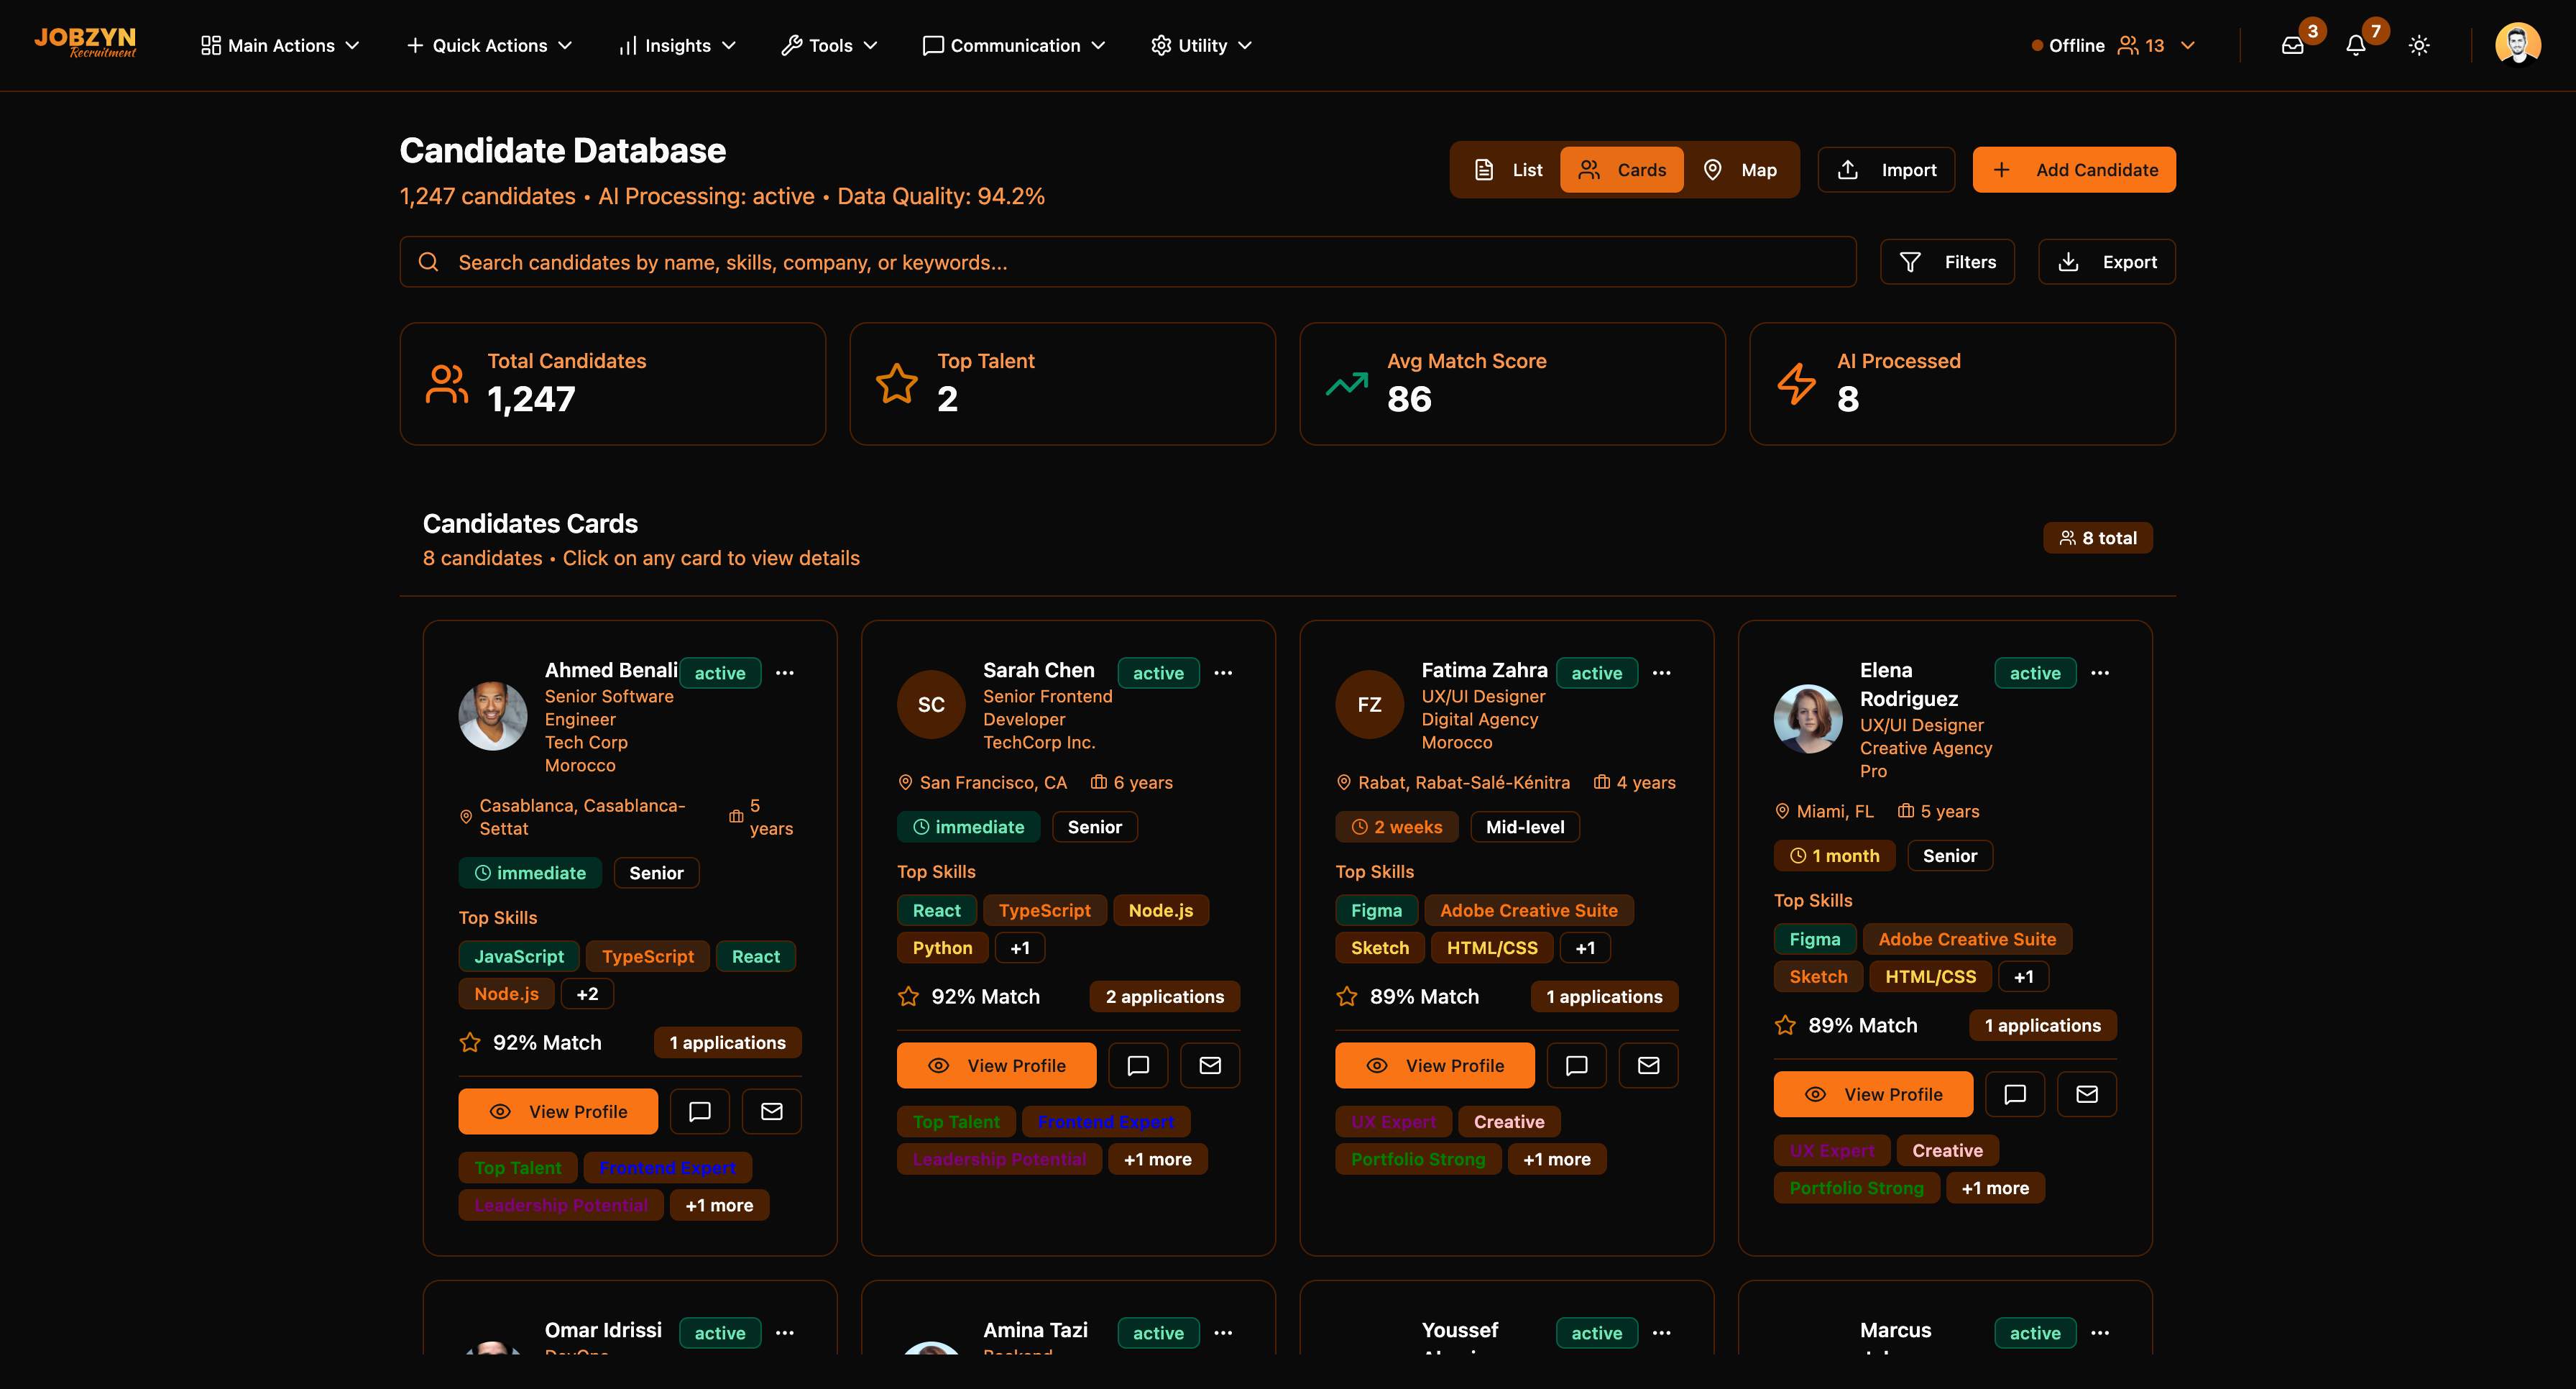 JOBZYN
Recruitment
Main Actions
Quick Actions
Insights
Tools
Communication
Utility
Offline
13
3
7
Candidate Database
1,247 candidates • AI Processing: active • Data Quality: 94.2%
List
Cards
Map
Import
Add Candidate
Search candidates by name, skills, company, or keywords...
Filters
Export
Total Candidates
1,247
Top Talent
2
Avg Match Score
86
AI Processed
8
Candidates Cards
8 candidates • Click on any card to view details
8 total
Ahmed Benali
active
Senior Software
Engineer
Tech Corp
Morocco
Casablanca, Casablanca-
Settat
5
years
immediate
Senior
Top Skills
JavaScript
TypeScript
React
Node.js
+2
92% Match
1 applications
View Profile
Top Talent
Frontend Expert
Leadership Potential
+1 more
Sarah Chen
active
Senior Frontend
Developer
TechCorp Inc.
San Francisco, CA
6 years
immediate
Senior
Top Skills
React
TypeScript
Node.js
Python
+1
92% Match
2 applications
View Profile
Top Talent
Frontend Expert
Leadership Potential
+1 more
FZ
Fatima Zahra
active
UX/UI Designer
Digital Agency
Morocco
Rabat, Rabat-Salé-Kénitra
4 years
2 weeks
Mid-level
Top Skills
Figma
Adobe Creative Suite
Sketch
HTML/CSS
+1
89% Match
1 applications
View Profile
UX Expert
Creative
Portfolio Strong
+1 more
Elena
Rodriguez
active
UX/UI Designer
Creative Agency
Pro
Miami, FL
5 years
1 month
Senior
Top Skills
Figma
Adobe Creative Suite
Sketch
HTML/CSS
+1
89% Match
1 applications
View Profile
UX Expert
Creative
Portfolio Strong
+1 more
SC
Omar Idrissi
active
Amina Tazi
active
Youssef
active
Marcus
active